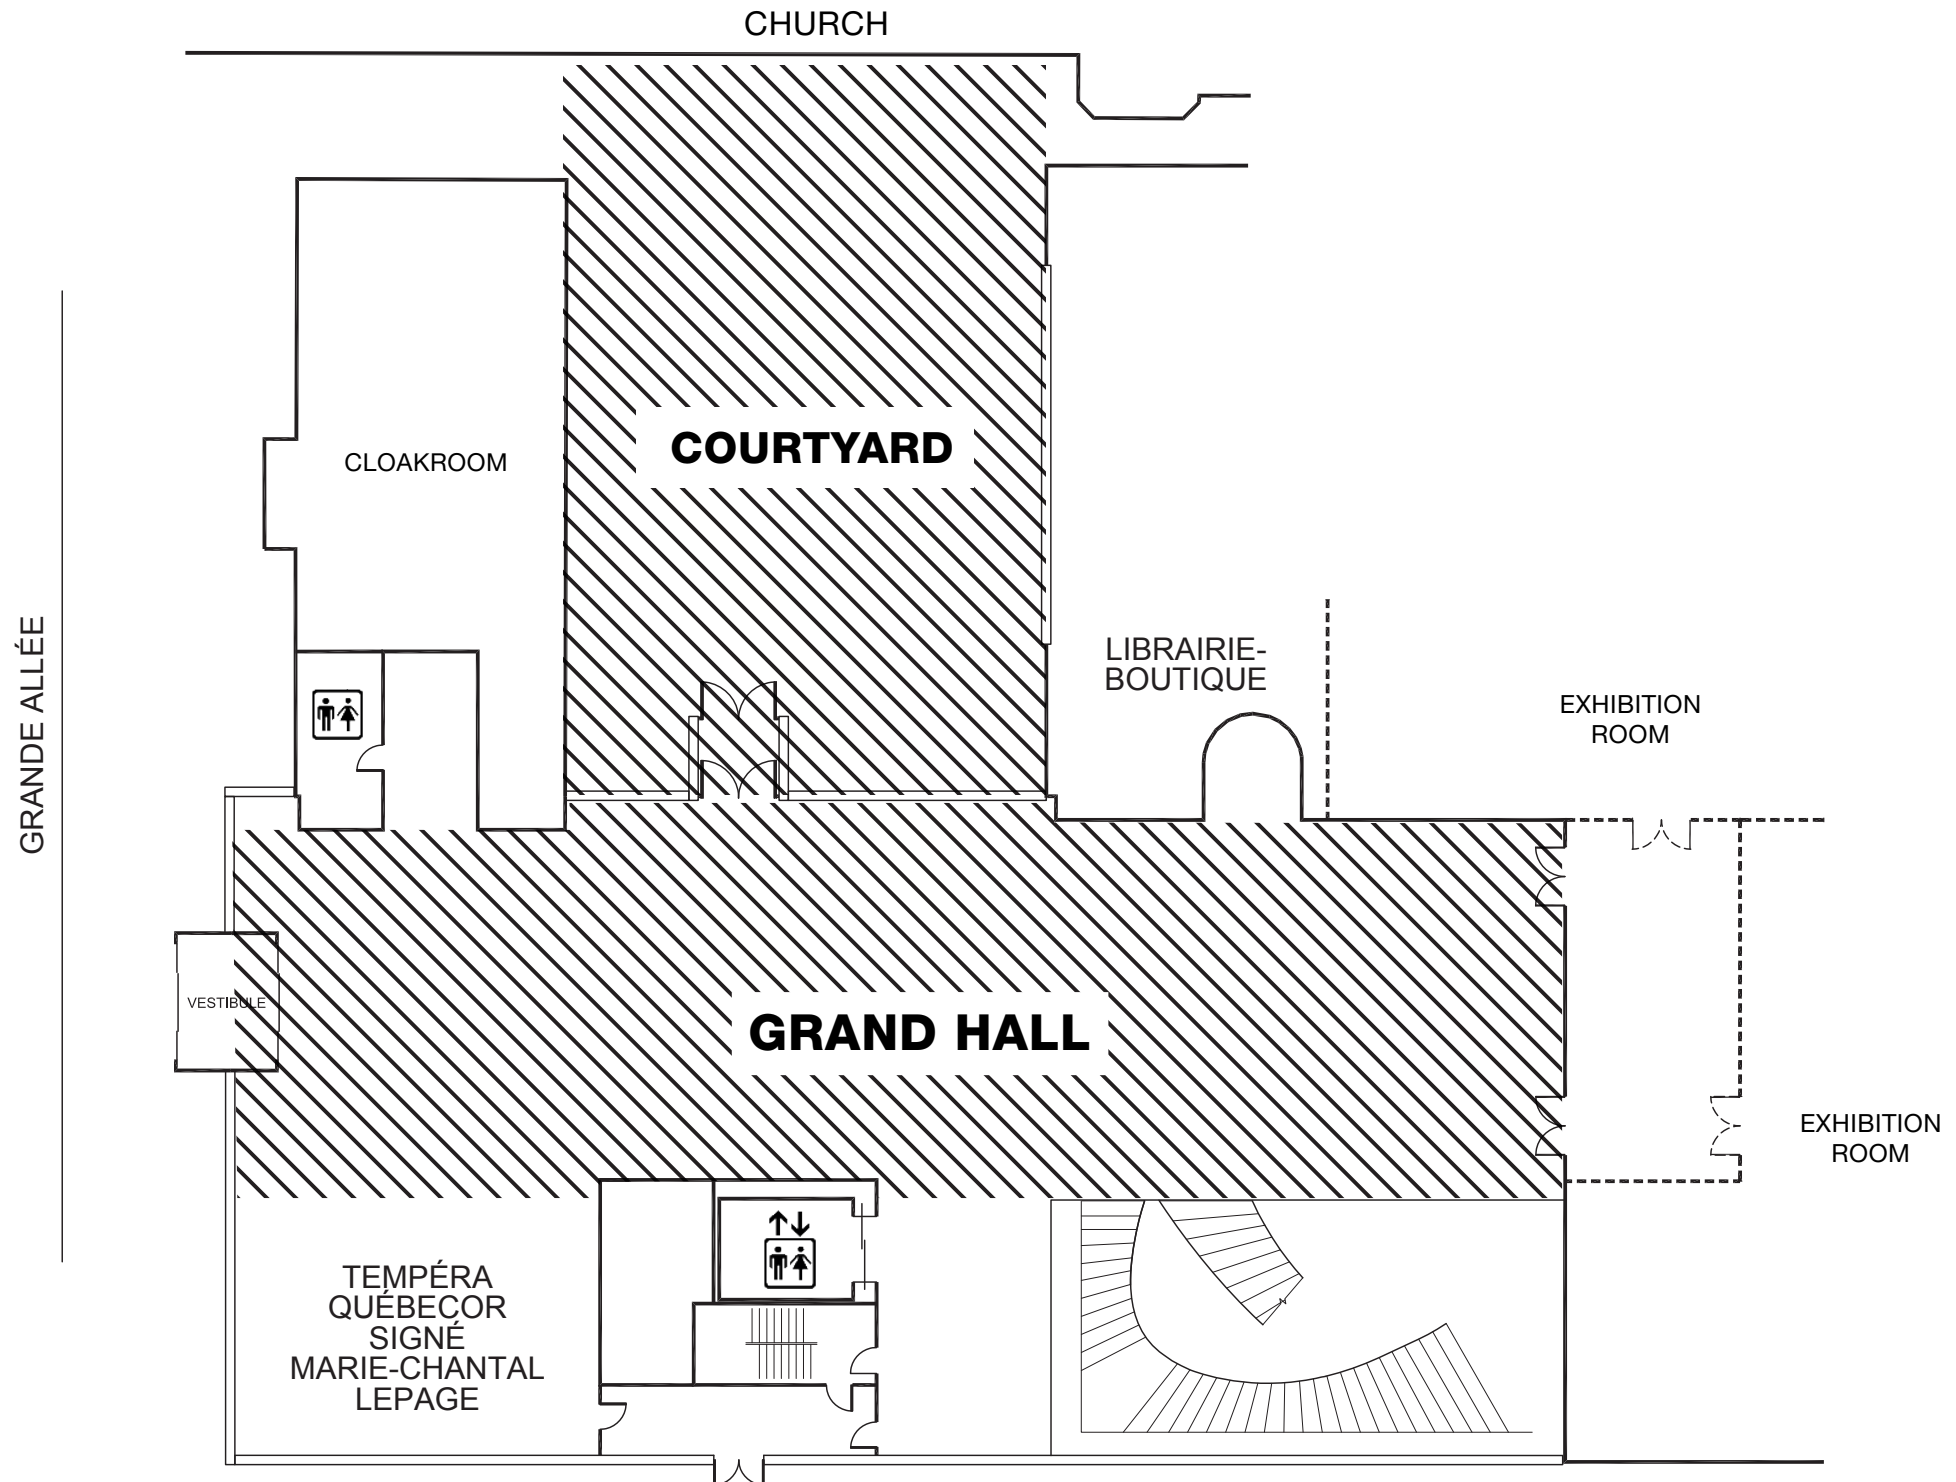 CHURCH
COURTYARD
CLOAKROOM
GRANDE ALLÉE
LIBRAIRIE-
BOUTIQUE
EXHIBITION
ROOM
VESTIBULE
GRAND HALL
EXHIBITION
ROOM
TEMPÉRA
QUÉBECOR
SIGNÉ
MARIE-CHANTAL
LEPAGE